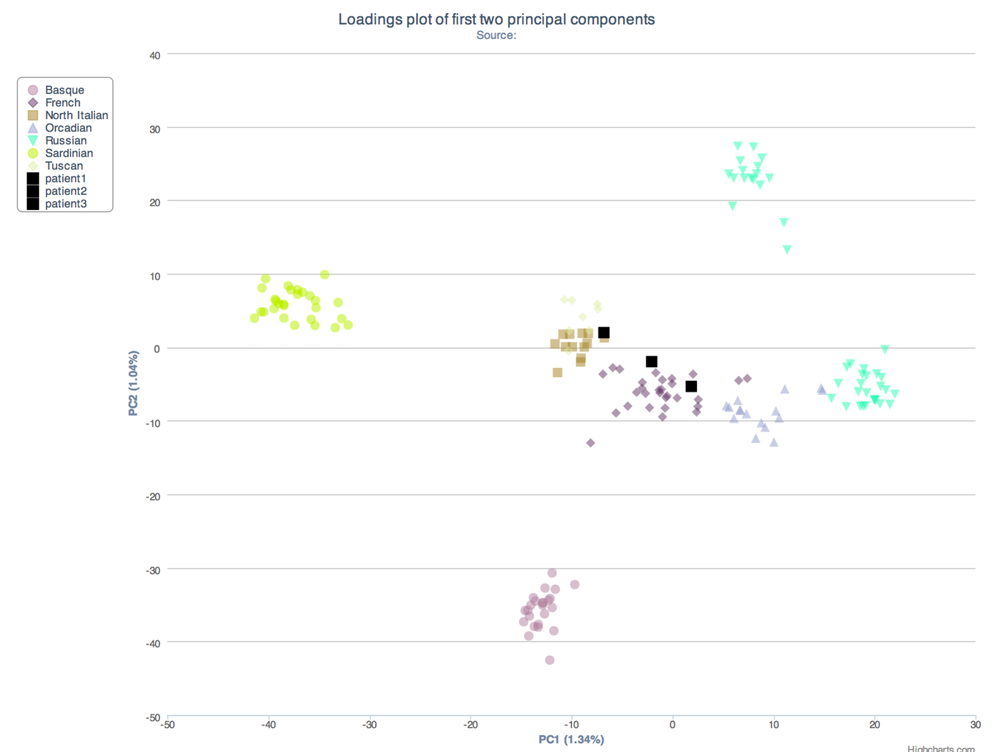 Loadings plot of first two principal components
Source:
Basque
French
North Italian
Orcadian
Russian
Sardinian
Tuscan
patient1
patient2
patient3
40
30
20
10
0
-10
-20
-30
-40
-50
PC2 (1.04%)
-50 -40 -30 -20 -10 0 10 20 30
PC1 (1.34%)
Highcharts.com